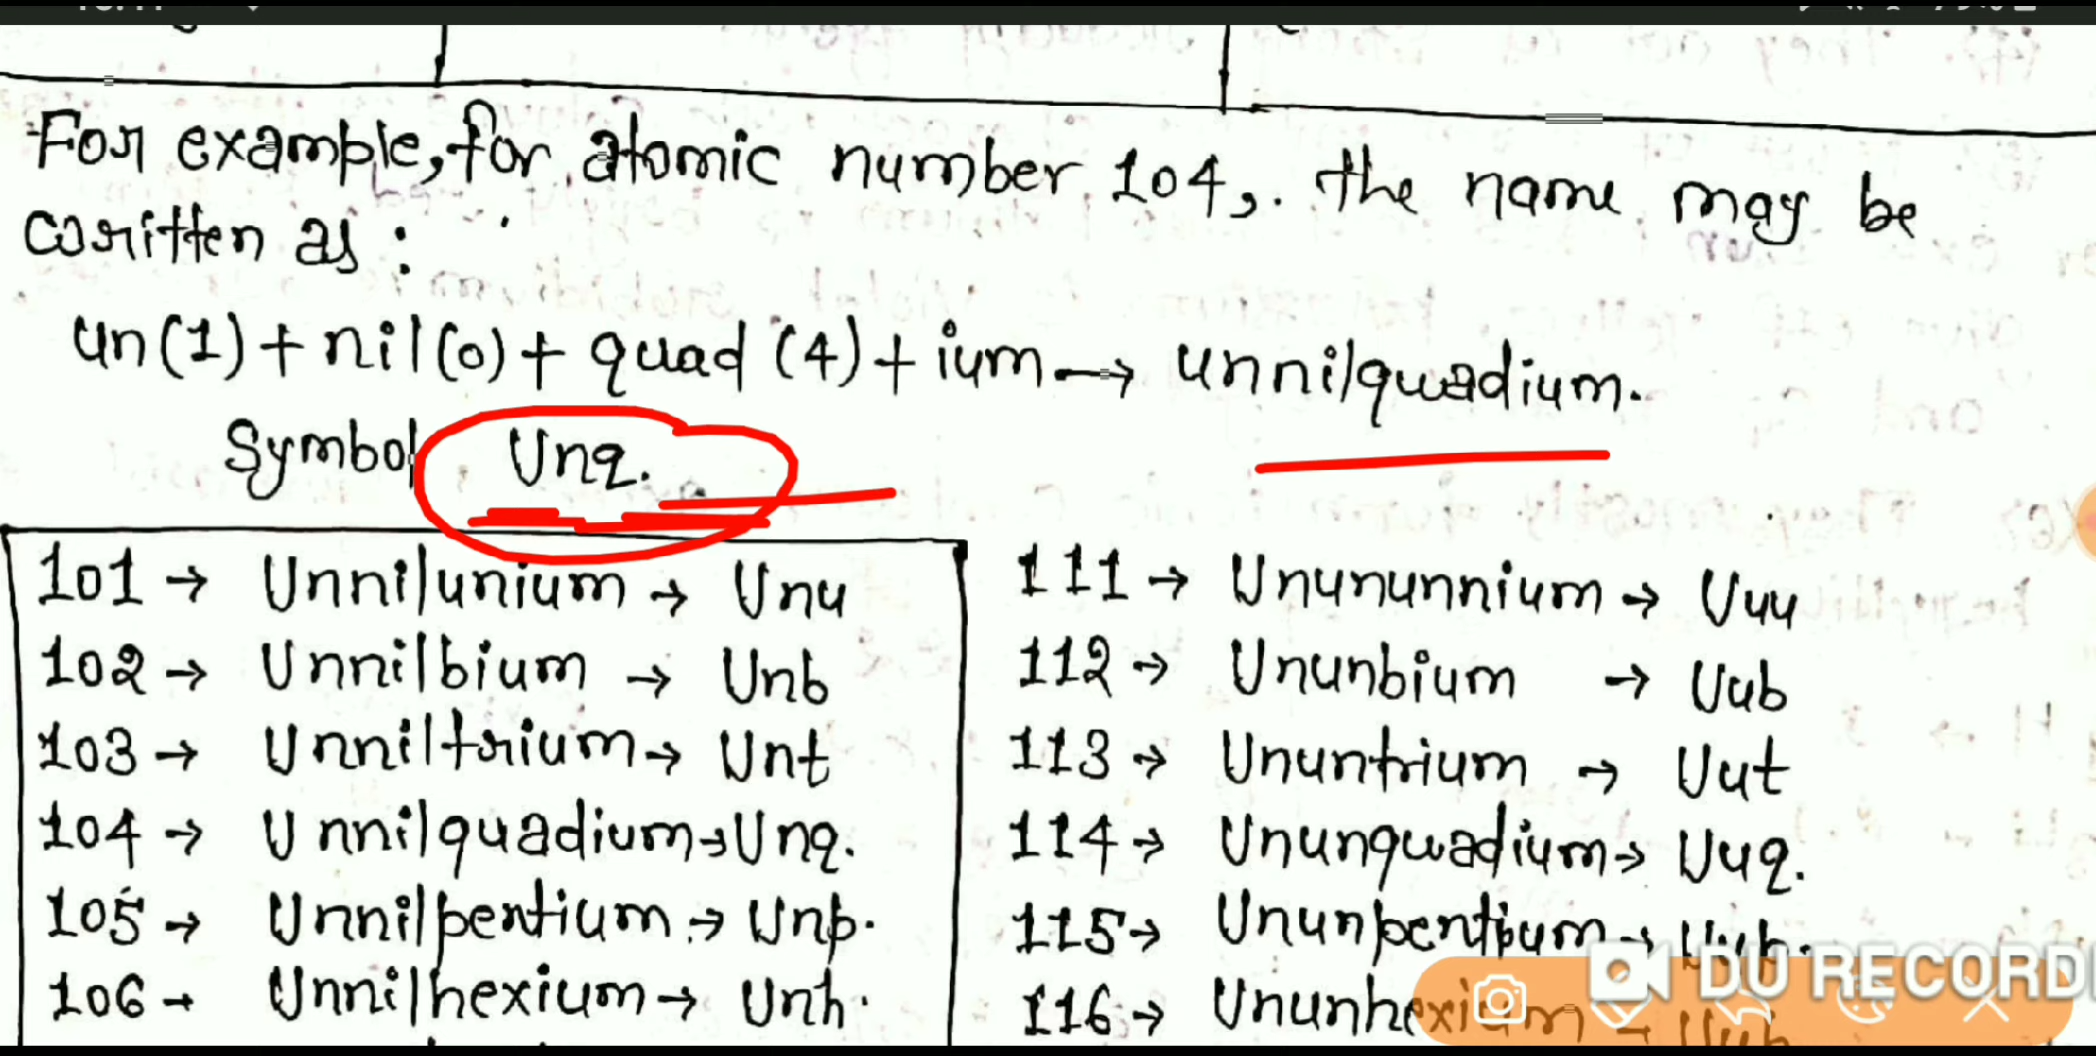 For example, for atomic number 104, the name may be
written as :
un(1) + nil(0) + quad (4) + ium → unnilquadium.
Symbol Unq.
101 → Unnilunium → Unu
102 → Unnilbium → Unb
103 → Unniltrium → Unt
104 → Unnilquadium → Unq.
105 → Unnilpentium → Unp.
106 → Unnilhexium → Unh.
111 → Unununnium → Uuu
112 → Ununbium → Uub
113 → Ununtrium → Uut
114 → Ununquadium → Uuq.
115 → Ununpentium → Uup.
116 → Ununhexium → Uuh
DU RECORD